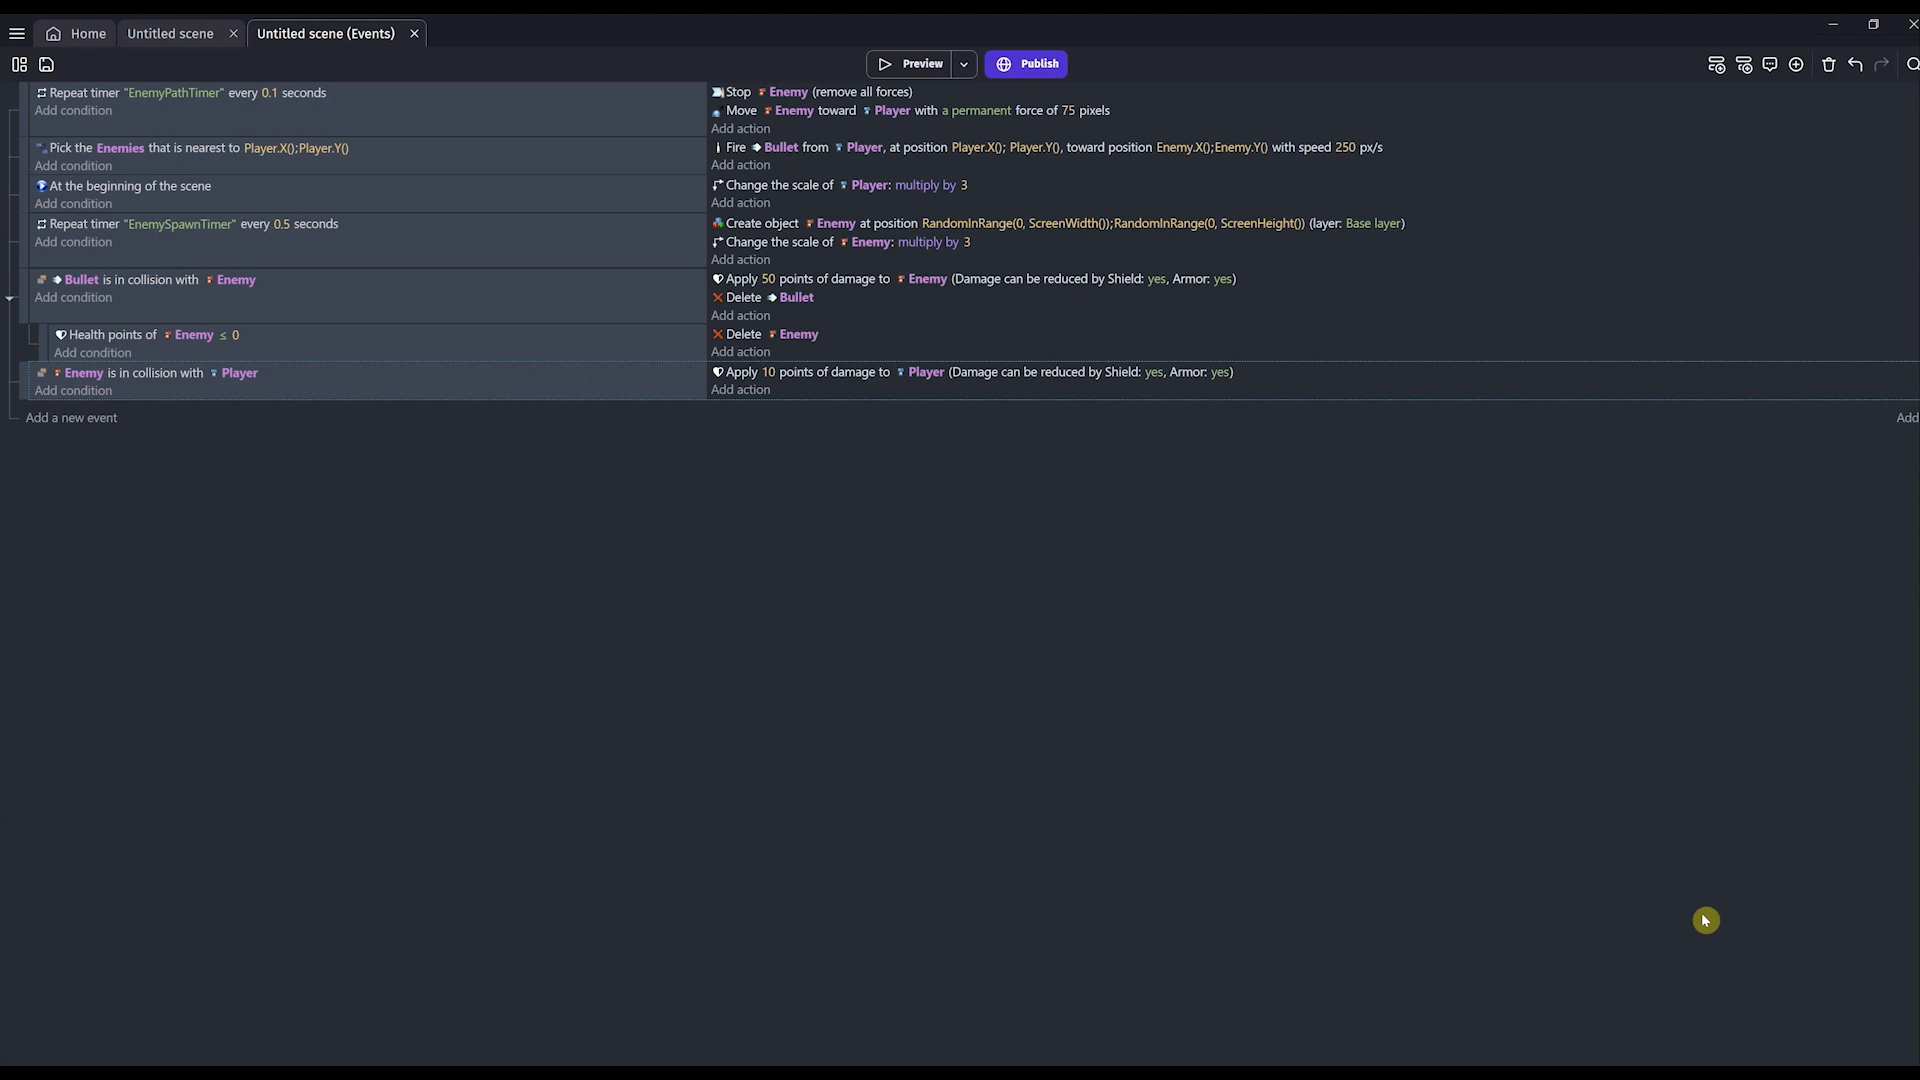 Home
Untitled scene
Untitled scene (Events)
Preview
Publish
Repeat timer "EnemyPathTimer" every 0.1 seconds
Add condition
Stop Enemy (remove all forces)
Move Enemy toward Player with a permanent force of 75 pixels
Add action
Pick the Enemies that is nearest to Player.X();Player.Y()
Add condition
Fire Bullet from Player, at position Player.X(); Player.Y(), toward position Enemy.X();Enemy.Y() with speed 250 px/s
Add action
At the beginning of the scene
Add condition
Change the scale of Player: multiply by 3
Add action
Repeat timer "EnemySpawnTimer" every 0.5 seconds
Add condition
Create object Enemy at position RandomInRange(0, ScreenWidth());RandomInRange(0, ScreenHeight()) (layer: Base layer)
Change the scale of Enemy: multiply by 3
Add action
Bullet is in collision with Enemy
Add condition
Apply 50 points of damage to Enemy (Damage can be reduced by Shield: yes, Armor: yes)
Delete Bullet
Add action
Health points of Enemy ≤ 0
Add condition
Delete Enemy
Add action
Enemy is in collision with Player
Add condition
Apply 10 points of damage to Player (Damage can be reduced by Shield: yes, Armor: yes)
Add action
Add a new event
Add